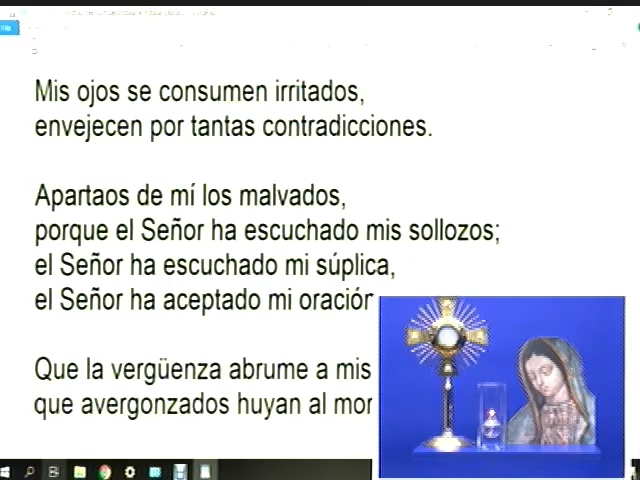 Mis ojos se consumen irritados,
envejecen por tantas contradicciones.
Apartaos de mí los malvados,
porque el Señor ha escuchado mis sollozos;
el Señor ha escuchado mi súplica,
el Señor ha aceptado mi oración
Que la vergüenza abrume a mis
que avergonzados huyan al